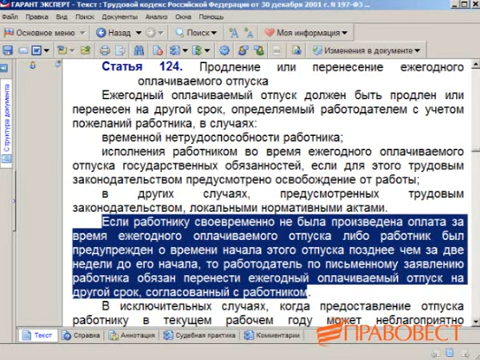 ГАРАНТ ЭКСПЕРТ - Текст : Трудовой кодекс Российской Федерации от 30 декабря 2001 г. N 197-ФЗ
Файл Правка Вид Поиск Документы Анализ Окна Помощь
Основное меню Назад Поиск Моя информация
Изменения в документе
Структура документа
Статья 124. Продление или перенесение ежегодного
оплачиваемого отпуска
Ежегодный оплачиваемый отпуск должен быть продлен или
перенесен на другой срок, определяемый работодателем с учетом
пожеланий работника, в случаях:
временной нетрудоспособности работника;
исполнения работником во время ежегодного оплачиваемого
отпуска государственных обязанностей, если для этого трудовым
законодательством предусмотрено освобождение от работы;
в других случаях, предусмотренных трудовым
законодательством, локальными нормативными актами.
Если работнику своевременно не была произведена оплата за
время ежегодного оплачиваемого отпуска либо работник был
предупрежден о времени начала этого отпуска позднее чем за две
недели до его начала, то работодатель по письменному заявлению
работника обязан перенести ежегодный оплачиваемый отпуск на
другой срок, согласованный с работником.
В исключительных случаях, когда предоставление отпуска
работнику в текущем рабочем году может неблагоприятно
ПРАВОВЕСТ
Текст Справка Аннотация Судебная практика Комментарии